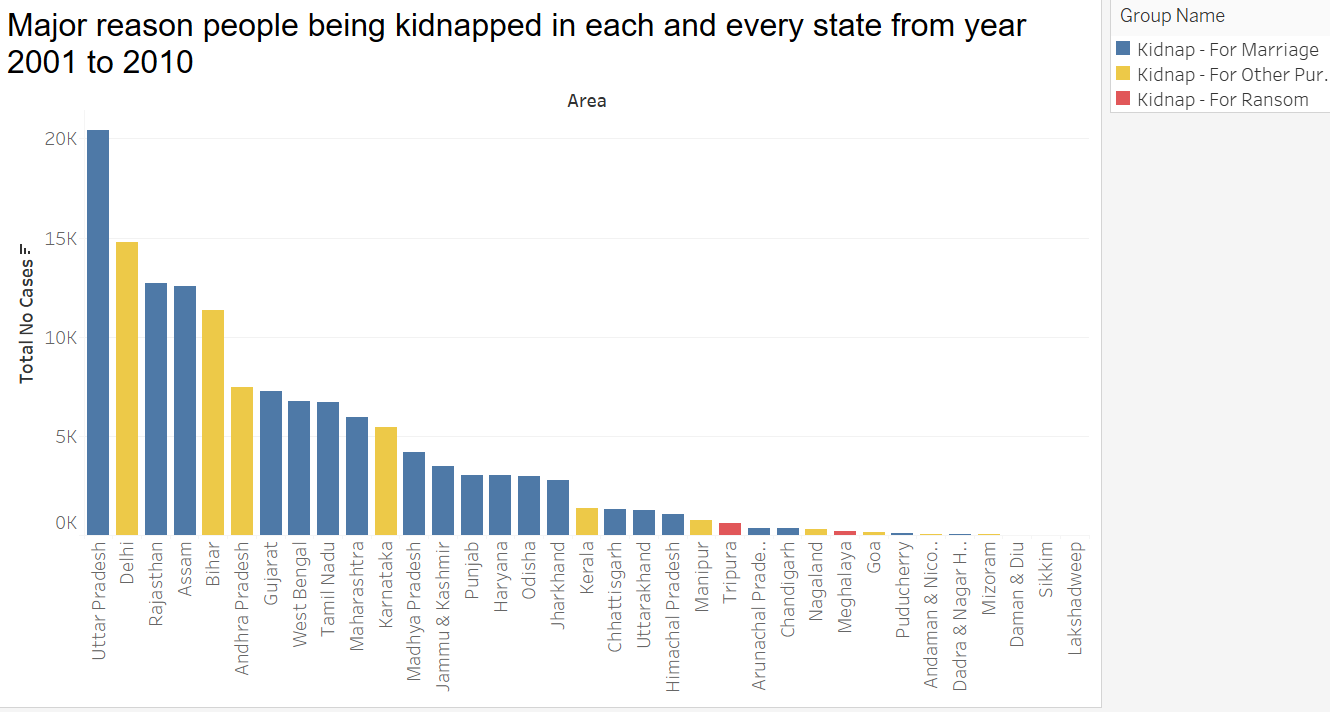 Major reason people being kidnapped in each and every state from year
2001 to 2010
Group Name
Kidnap - For Marriage
Kidnap - For Other Pur.
Kidnap - For Ransom
Area
Total No Cases
20K
15K
10K
5K
0K
Uttar Pradesh
Delhi
Rajasthan
Assam
Bihar
Andhra Pradesh
Gujarat
West Bengal
Tamil Nadu
Maharashtra
Karnataka
Madhya Pradesh
Jammu & Kashmir
Punjab
Haryana
Odisha
Jharkhand
Kerala
Chhattisgarh
Uttarakhand
Himachal Pradesh
Manipur
Tripura
Arunachal Prade..
Chandigarh
Nagaland
Meghalaya
Goa
Puducherry
Andaman & Nico..
Dadra & Nagar H..
Mizoram
Daman & Diu
Sikkim
Lakshadweep